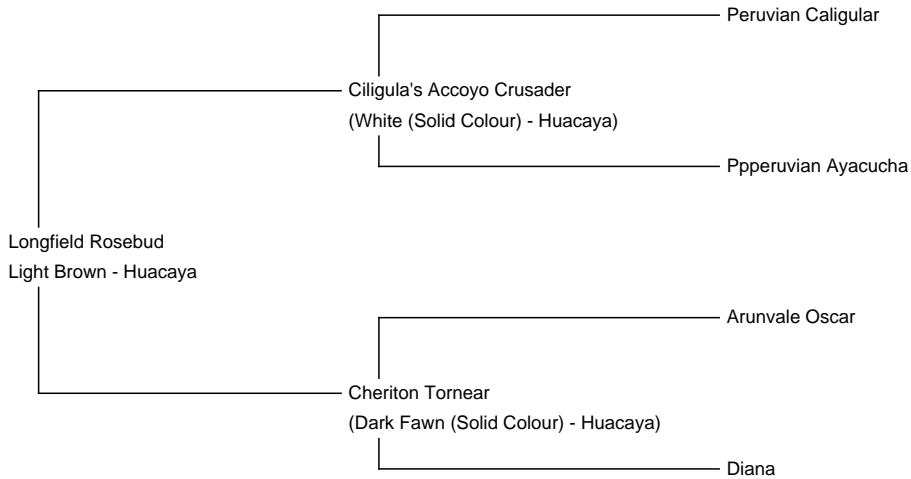 Peruvian Caligular
Ciligula's Accoyo Crusader
(White (Solid Colour) - Huacaya)
Ppperuvian Ayacucha
Longfield Rosebud
Light Brown - Huacaya
Arunvale Oscar
Cheriton Tornear
(Dark Fawn (Solid Colour) - Huacaya)
Diana